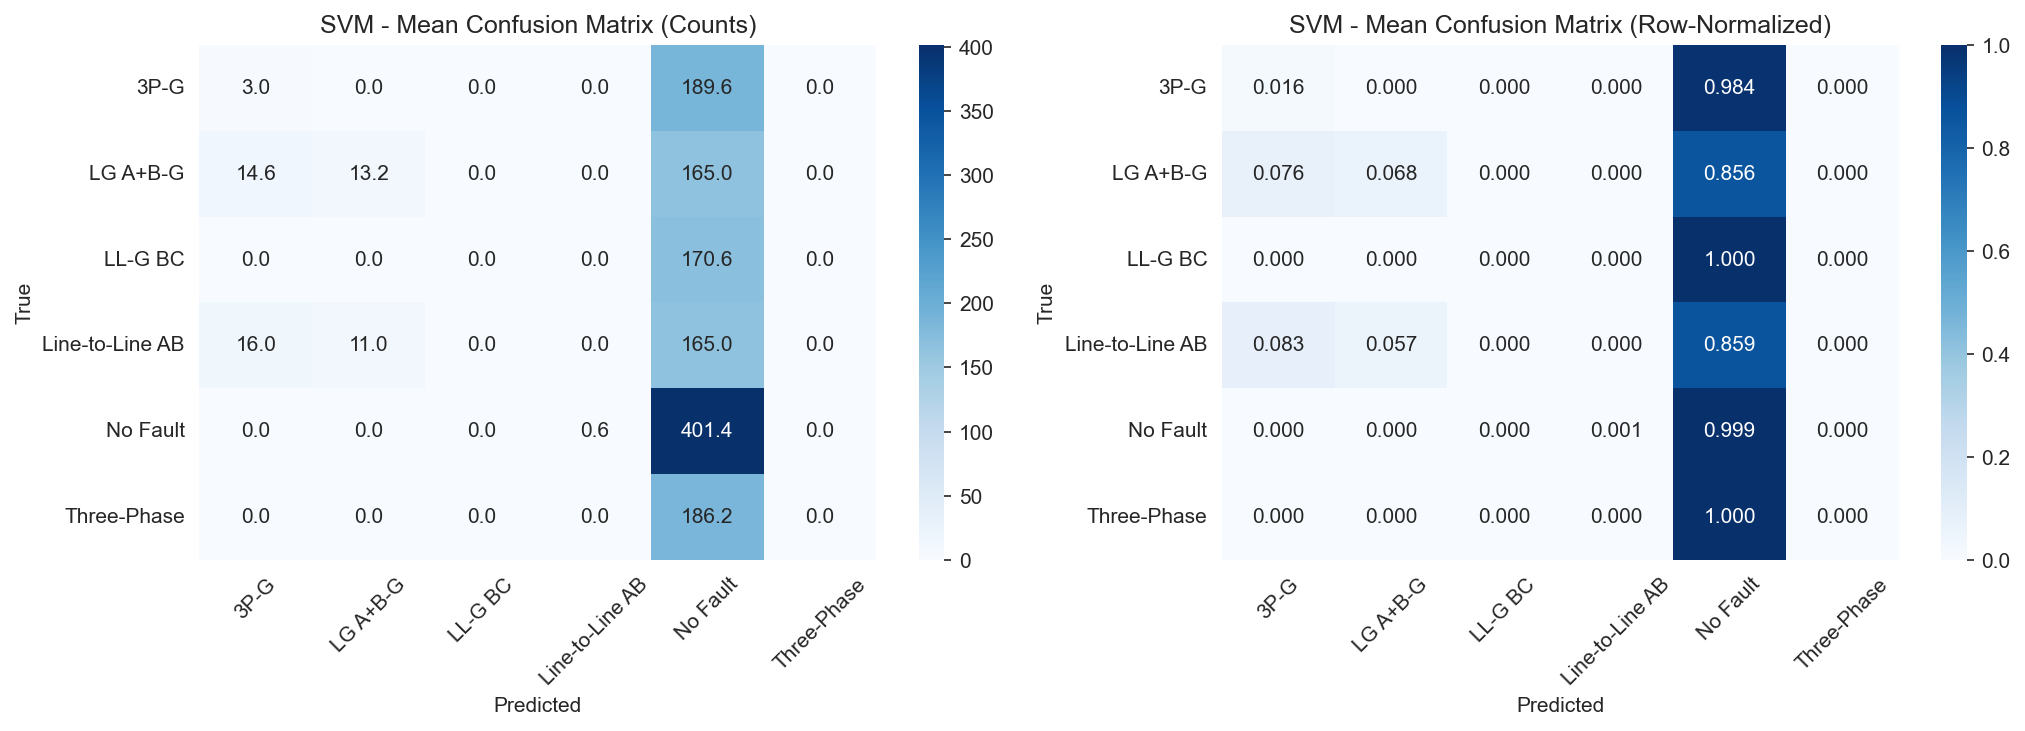 SVM - Mean Confusion Matrix (Counts)
True
3P-G 3.0 0.0 0.0 0.0 189.6 0.0
LG A+B-G 14.6 13.2 0.0 0.0 165.0 0.0
LL-G BC 0.0 0.0 0.0 0.0 170.6 0.0
Line-to-Line AB 16.0 11.0 0.0 0.0 165.0 0.0
No Fault 0.0 0.0 0.0 0.6 401.4 0.0
Three-Phase 0.0 0.0 0.0 0.0 186.2 0.0
3P-G LG A+B-G LL-G BC Line-to-Line AB No Fault Three-Phase
Predicted
400
350
300
250
200
150
100
50
0
SVM - Mean Confusion Matrix (Row-Normalized)
True
3P-G 0.016 0.000 0.000 0.000 0.984 0.000
LG A+B-G 0.076 0.068 0.000 0.000 0.856 0.000
LL-G BC 0.000 0.000 0.000 0.000 1.000 0.000
Line-to-Line AB 0.083 0.057 0.000 0.000 0.859 0.000
No Fault 0.000 0.000 0.000 0.001 0.999 0.000
Three-Phase 0.000 0.000 0.000 0.000 1.000 0.000
3P-G LG A+B-G LL-G BC Line-to-Line AB No Fault Three-Phase
Predicted
1.0
0.8
0.6
0.4
0.2
0.0